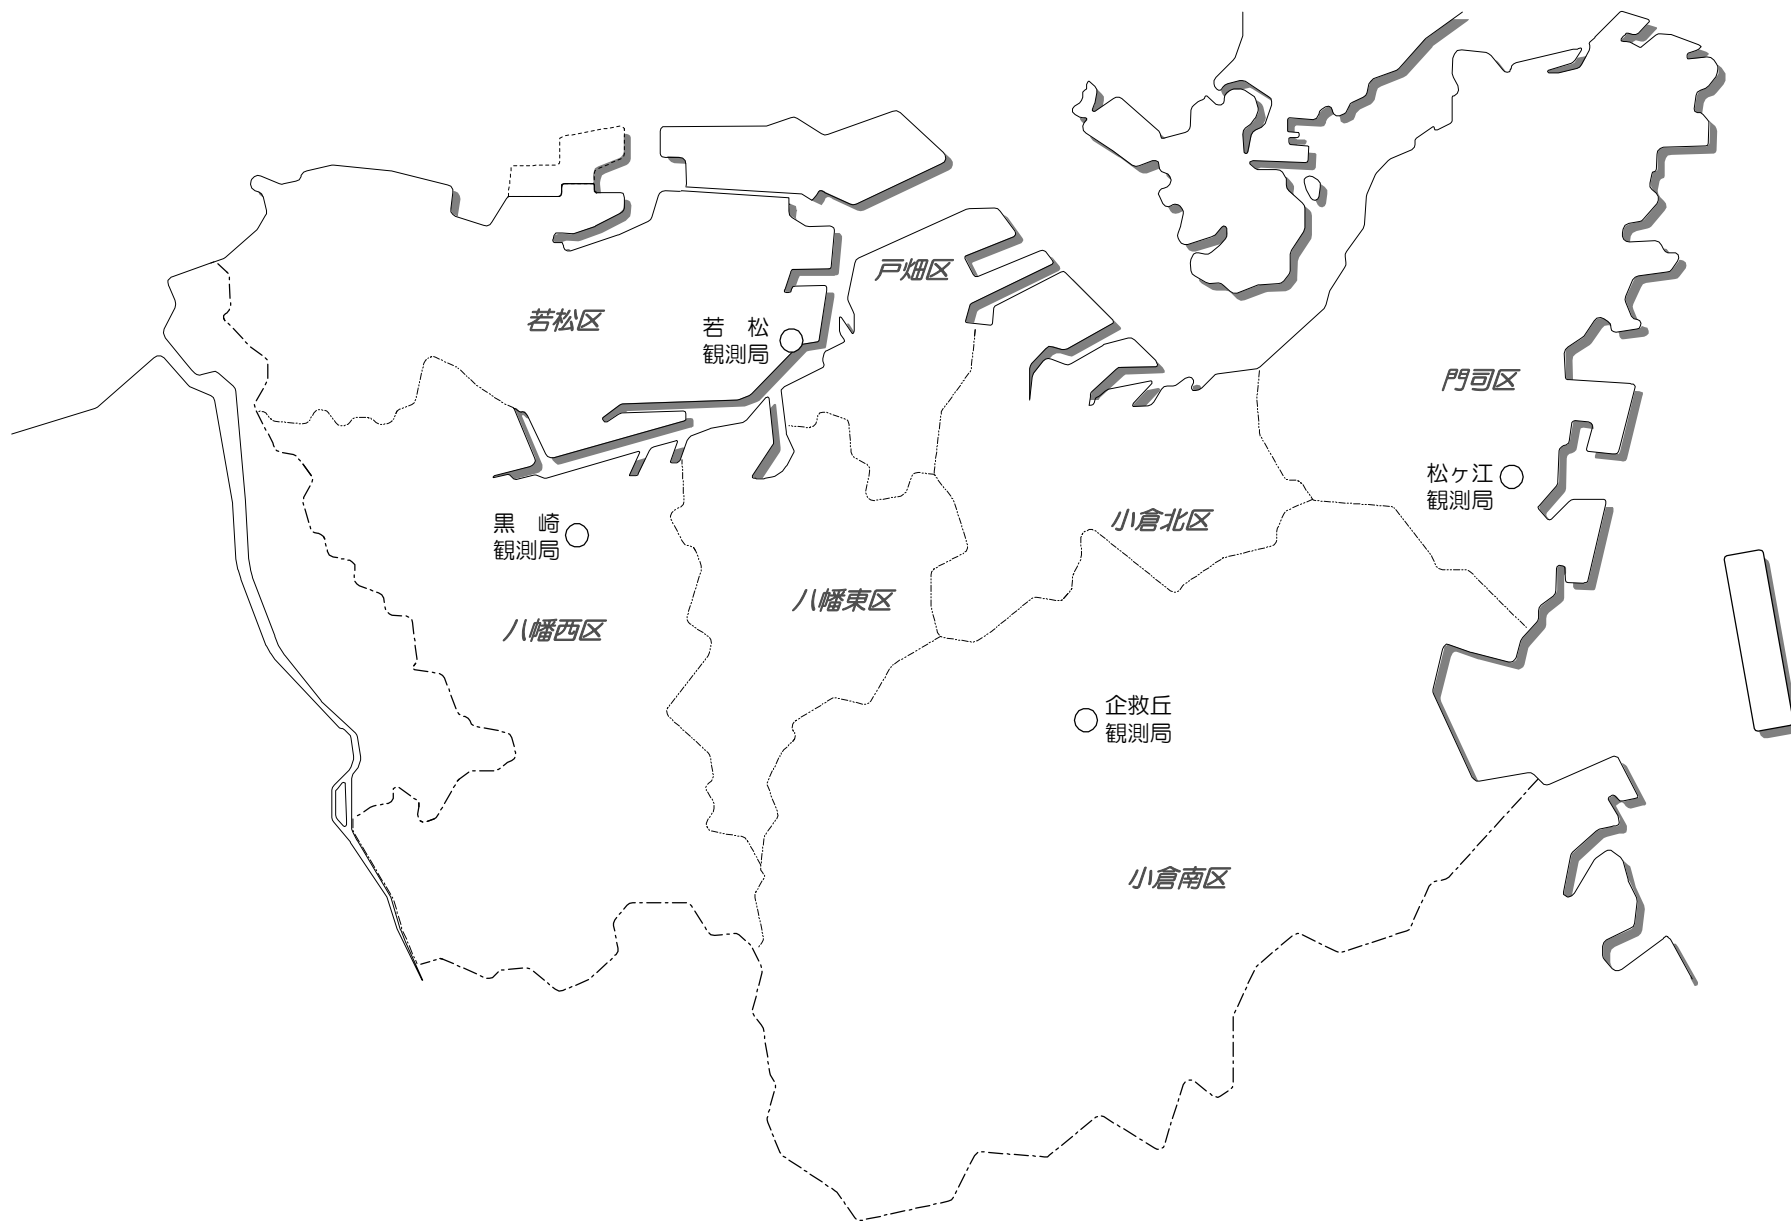 戸畑区
若松区
若　松
観測局
門司区
松ヶ江
観測局
小倉北区
黒　崎
観測局
八幡東区
八幡西区
企救丘
観測局
小倉南区